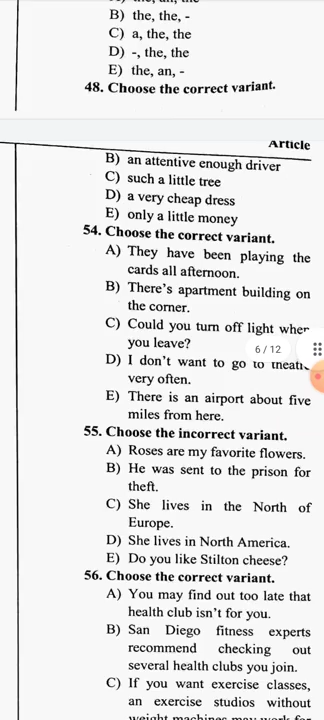 B) the, the, -
C) a, the, the
D) -, the, the
E) the, an, -
48. Choose the correct variant.
Article
B) an attentive enough driver
C) such a little tree
D) a very cheap dress
E) only a little money
54. Choose the correct variant.
A) They have been playing the
cards all afternoon.
B) There's apartment building on
the corner.
C) Could you turn off light when
you leave?
6 / 12
D) I don't want to go to
very often.
E) There is an airport about five
miles from here.
55. Choose the incorrect variant.
A) Roses are my favorite flowers.
B) He was sent to the prison for
theft.
C) She lives in the North of
Europe.
D) She lives in North America.
E) Do you like Stilton cheese?
56. Choose the correct variant.
A) You may find out too late that
health club isn't for you.
B) San Diego fitness experts
recommend checking out
several health clubs you join.
C) If you want exercise classes,
an exercise studios without
weight machines may work for